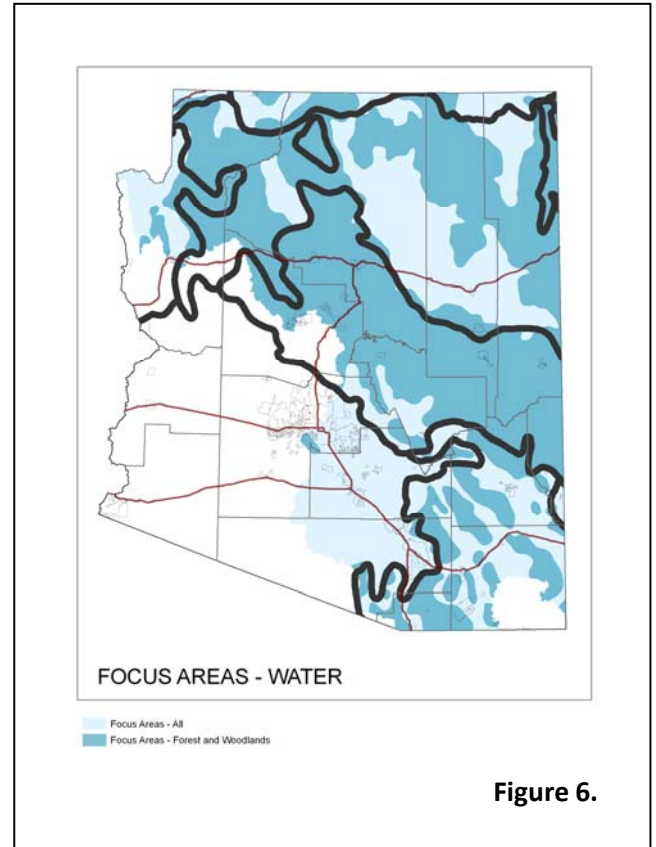 FOCUS AREAS - WATER
Focus Areas - All
Focus Areas - Forest and Woodlands
Figure 6.